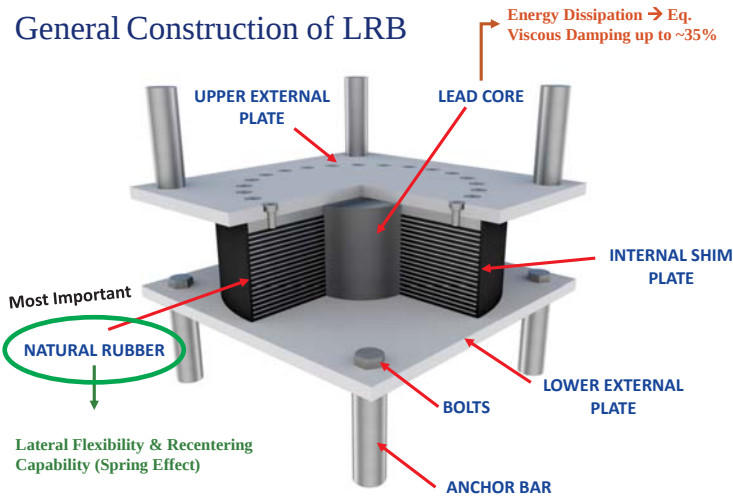 General Construction of LRB
Energy Dissipation → Eq.
Viscous Damping up to ~35%
UPPER EXTERNAL
PLATE
LEAD CORE
INTERNAL SHIM
PLATE
Most Important
NATURAL RUBBER
LOWER EXTERNAL
PLATE
BOLTS
Lateral Flexibility & Recentering
Capability (Spring Effect)
ANCHOR BAR